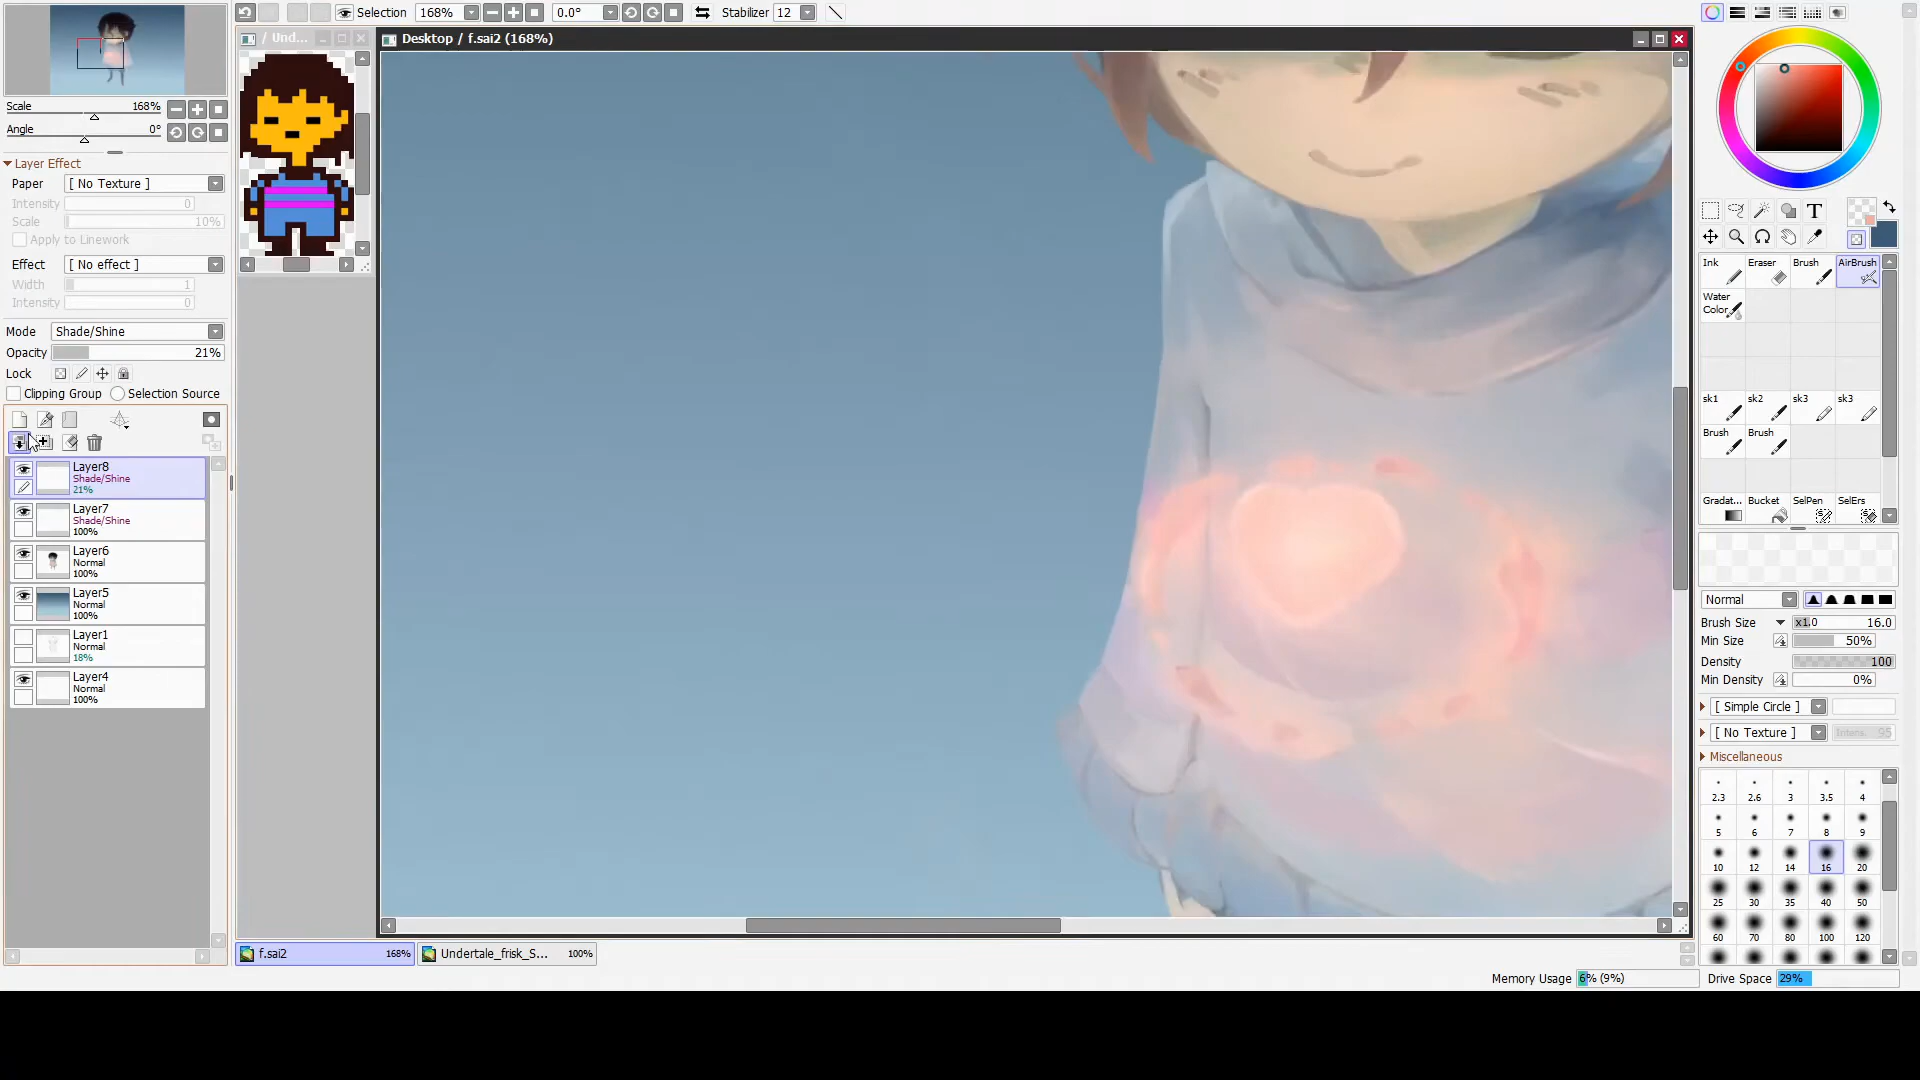 Selection 168% 0.0° Stabilizer 12
/ Und...
Desktop / f.sai2 (168%)
Scale 168%
Angle 0°
Layer Effect
Paper [ No Texture ]
Intensity 0
Scale 10%
Apply to Linework
Effect [ No effect ]
Width 1
Intensity 0
Mode Shade/Shine
Opacity 21%
Lock
Clipping Group Selection Source
Layer8
Shade/Shine
21%
Layer7
Shade/Shine
100%
Layer6
Normal
100%
Layer5
Normal
100%
Layer1
Normal
18%
Layer4
Normal
100%
T
Ink Eraser Brush AirBrush
Water
Color
sk1 sk2 sk3 sk3
Brush Brush
Gradat... Bucket SelPen SelErs
Normal
Brush Size x1.0 16.0
Min Size 50%
Density 100
Min Density 0%
[ Simple Circle ]
[ No Texture ] Intens. 95
Miscellaneous
2.3 2.6 3 3.5 4
5 6 7 8 9
10 12 14 16 20
25 30 35 40 50
60 70 80 100 120
f.sai2 168% Undertale_frisk_S... 100%
Memory Usage 6% (9%) Drive Space 29%